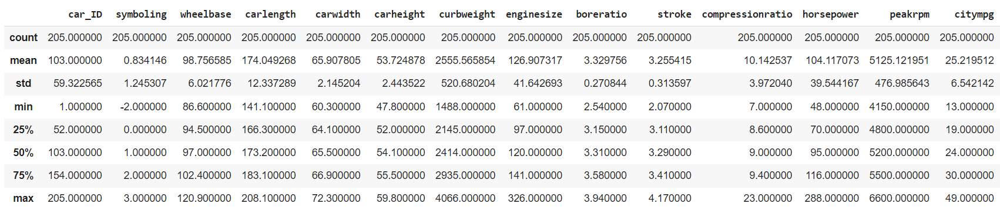 car_ID symboling wheelbase carlength carwidth carheight curbweight enginesize boreratio stroke compressionratio horsepower peakrpm citympg
count 205.000000 205.000000 205.000000 205.000000 205.000000 205.000000 205.000000 205.000000 205.000000 205.000000 205.000000 205.000000 205.000000 205.000000
mean 103.000000 0.834146 98.756585 174.049268 65.907805 53.724878 2555.565854 126.907317 3.329756 3.255415 10.142537 104.117073 5125.121951 25.219512
std 59.322565 1.245307 6.021776 12.337289 2.145204 2.443522 520.680204 41.642693 0.270844 0.313597 3.972040 39.544167 476.985643 6.542142
min 1.000000 -2.000000 86.600000 141.100000 60.300000 47.800000 1488.000000 61.000000 2.540000 2.070000 7.000000 48.000000 4150.000000 13.000000
25% 52.000000 0.000000 94.500000 166.300000 64.100000 52.000000 2145.000000 97.000000 3.150000 3.110000 8.600000 70.000000 4800.000000 19.000000
50% 103.000000 1.000000 97.000000 173.200000 65.500000 54.100000 2414.000000 120.000000 3.310000 3.290000 9.000000 95.000000 5200.000000 24.000000
75% 154.000000 2.000000 102.400000 183.100000 66.900000 55.500000 2935.000000 141.000000 3.580000 3.410000 9.400000 116.000000 5500.000000 30.000000
max 205.000000 3.000000 120.900000 208.100000 72.300000 59.800000 4066.000000 326.000000 3.940000 4.170000 23.000000 288.000000 6600.000000 49.000000